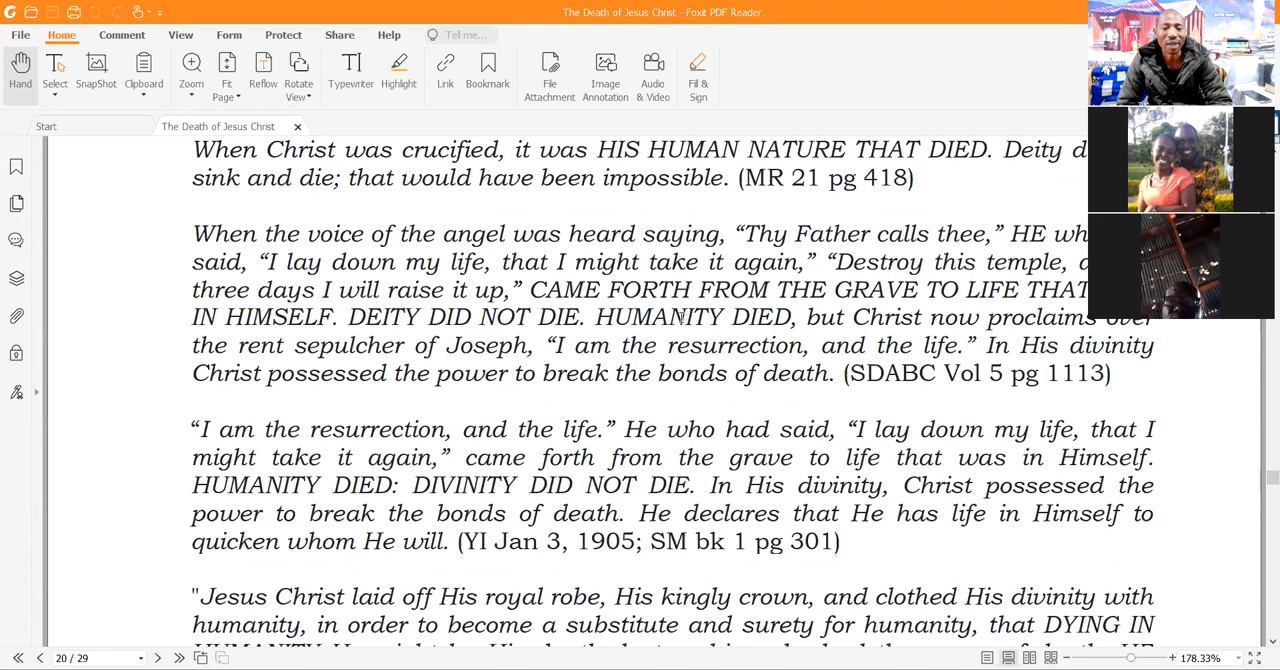 The Death of Jesus Christ - Foxit PDF Reader
File Home Comment View Form Protect Share Help Tell me...
Hand Select SnapShot Clipboard Zoom Fit Page Reflow Rotate View Typewriter Highlight Link Bookmark File Attachment Image Annotation Audio & Video Fill & Sign
Start The Death of Jesus Christ
When Christ was crucified, it was HIS HUMAN NATURE THAT DIED. Deity d
sink and die; that would have been impossible. (MR 21 pg 418)
When the voice of the angel was heard saying, “Thy Father calls thee,” HE wh
said, “I lay down my life, that I might take it again,” “Destroy this temple,
three days I will raise it up,” CAME FORTH FROM THE GRAVE TO LIFE THAT
IN HIMSELF. DEITY DID NOT DIE. HUMANITY DIED, but Christ now proclaims over
the rent sepulcher of Joseph, “I am the resurrection, and the life.” In His divinity
Christ possessed the power to break the bonds of death. (SDABC Vol 5 pg 1113)
“I am the resurrection, and the life.” He who had said, “I lay down my life, that I
might take it again,” came forth from the grave to life that was in Himself.
HUMANITY DIED: DIVINITY DID NOT DIE. In His divinity, Christ possessed the
power to break the bonds of death. He declares that He has life in Himself to
quicken whom He will. (YI Jan 3, 1905; SM bk 1 pg 301)
"Jesus Christ laid off His royal robe, His kingly crown, and clothed His divinity with
humanity, in order to become a substitute and surety for humanity, that DYING IN
20 / 29 178.33%